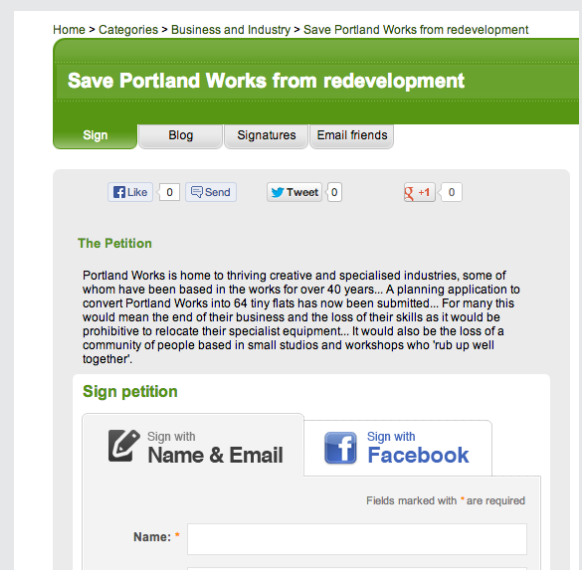 Home > Categories > Business and Industry > Save Portland Works from redevelopment
Save Portland Works from redevelopment
Sign Blog Signatures Email friends
Like 0 Send Tweet 0 +1 0
The Petition
Portland Works is home to thriving creative and specialised industries, some of
whom have been based in the works for over 40 years... A planning application to
convert Portland Works into 64 tiny flats has now been submitted... For many this
would mean the end of their business and the loss of their skills as it would be
prohibitive to relocate their specialist equipment... It would also be the loss of a
community of people based in small studios and workshops who 'rub up well
together'.
Sign petition
Sign with
Name & Email
Sign with
Facebook
Fields marked with * are required
Name: *